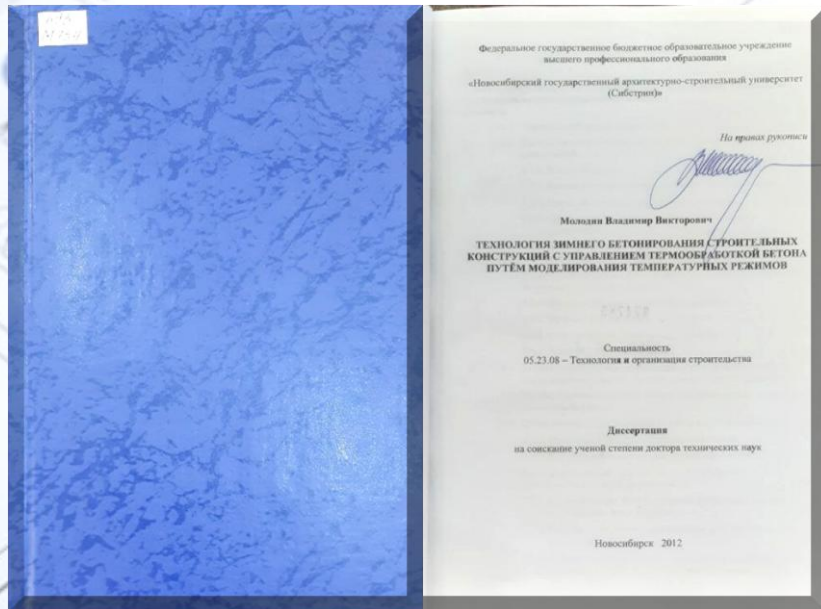 Федеральное государственное бюджетное образовательное учреждение
высшего профессионального образования
«Новосибирский государственный архитектурно-строительный университет
(Сибстрин)»
На правах рукописи
Молодин Владимир Викторович
ТЕХНОЛОГИЯ ЗИМНЕГО БЕТОНИРОВАНИЯ СТРОИТЕЛЬНЫХ
КОНСТРУКЦИЙ С УПРАВЛЕНИЕМ ТЕРМООБРАБОТКОЙ БЕТОНА
ПУТЁМ МОДЕЛИРОВАНИЯ ТЕМПЕРАТУРНЫХ РЕЖИМОВ
Специальность
05.23.08 – Технология и организация строительства
Диссертация
на соискание ученой степени доктора технических наук
Новосибирск 2012